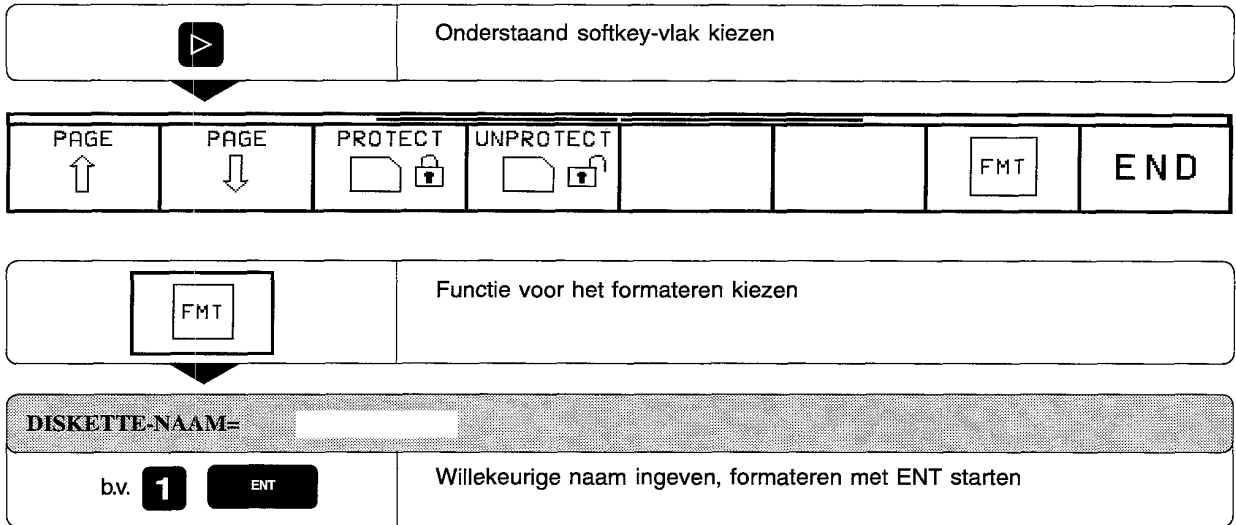 Onderstaand softkey-vlak kiezen
PAGE PAGE PROTECT UNPROTECT FMT END
FMT Functie voor het formateren kiezen
DISKETTE-NAAM=
b.v. 1 ENT Willekeurige naam ingeven, formateren met ENT starten